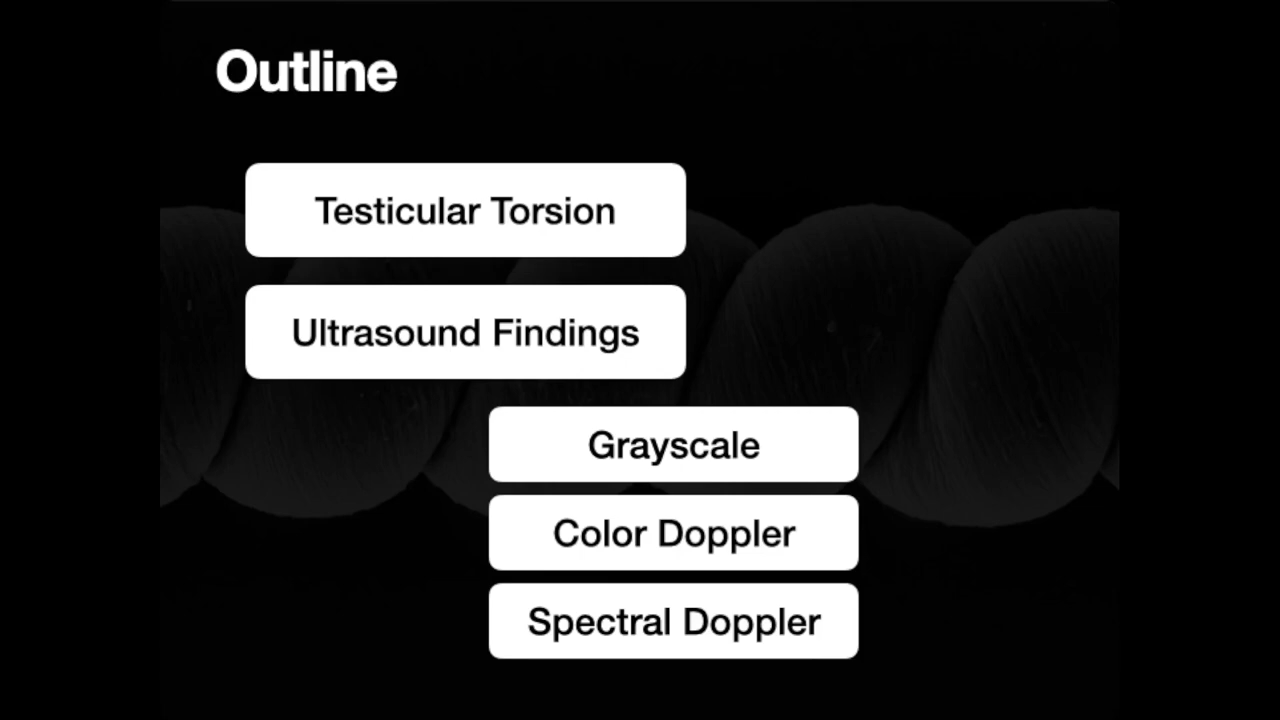 Outline
Testicular Torsion
Ultrasound Findings
Grayscale
Color Doppler
Spectral Doppler